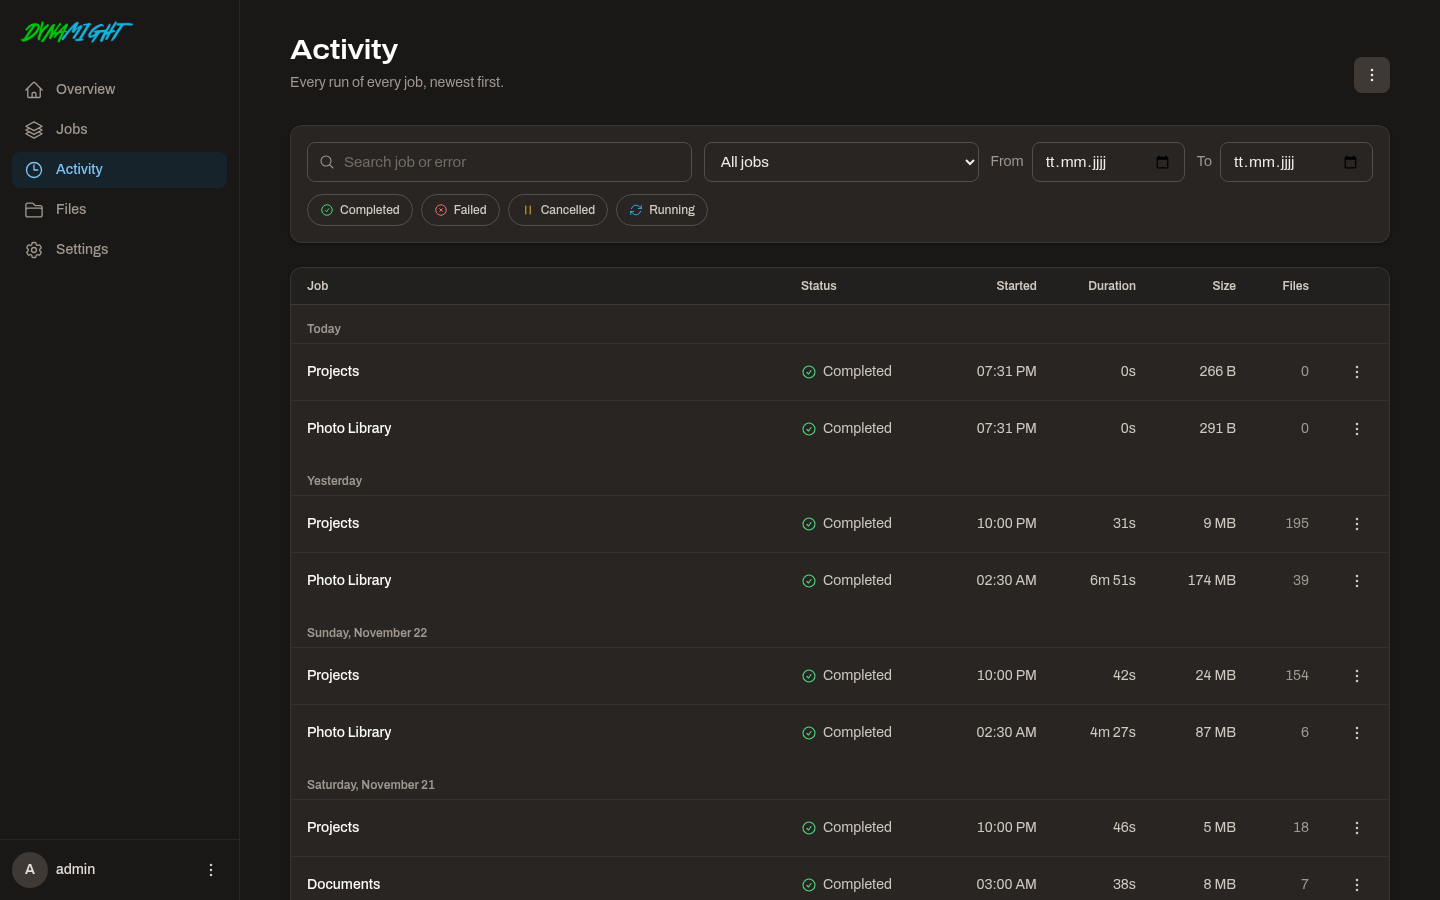 DYNAMIGHT
Overview
Jobs
Activity
Files
Settings
A admin
Activity
Every run of every job, newest first.
Search job or error All jobs From tt.mm.jjjj To tt.mm.jjjj
Completed Failed Cancelled Running
Job Status Started Duration Size Files
Today
Projects Completed 07:31 PM 0s 266 B 0
Photo Library Completed 07:31 PM 0s 291 B 0
Yesterday
Projects Completed 10:00 PM 31s 9 MB 195
Photo Library Completed 02:30 AM 6m 51s 174 MB 39
Sunday, November 22
Projects Completed 10:00 PM 42s 24 MB 154
Photo Library Completed 02:30 AM 4m 27s 87 MB 6
Saturday, November 21
Projects Completed 10:00 PM 46s 5 MB 18
Documents Completed 03:00 AM 38s 8 MB 7